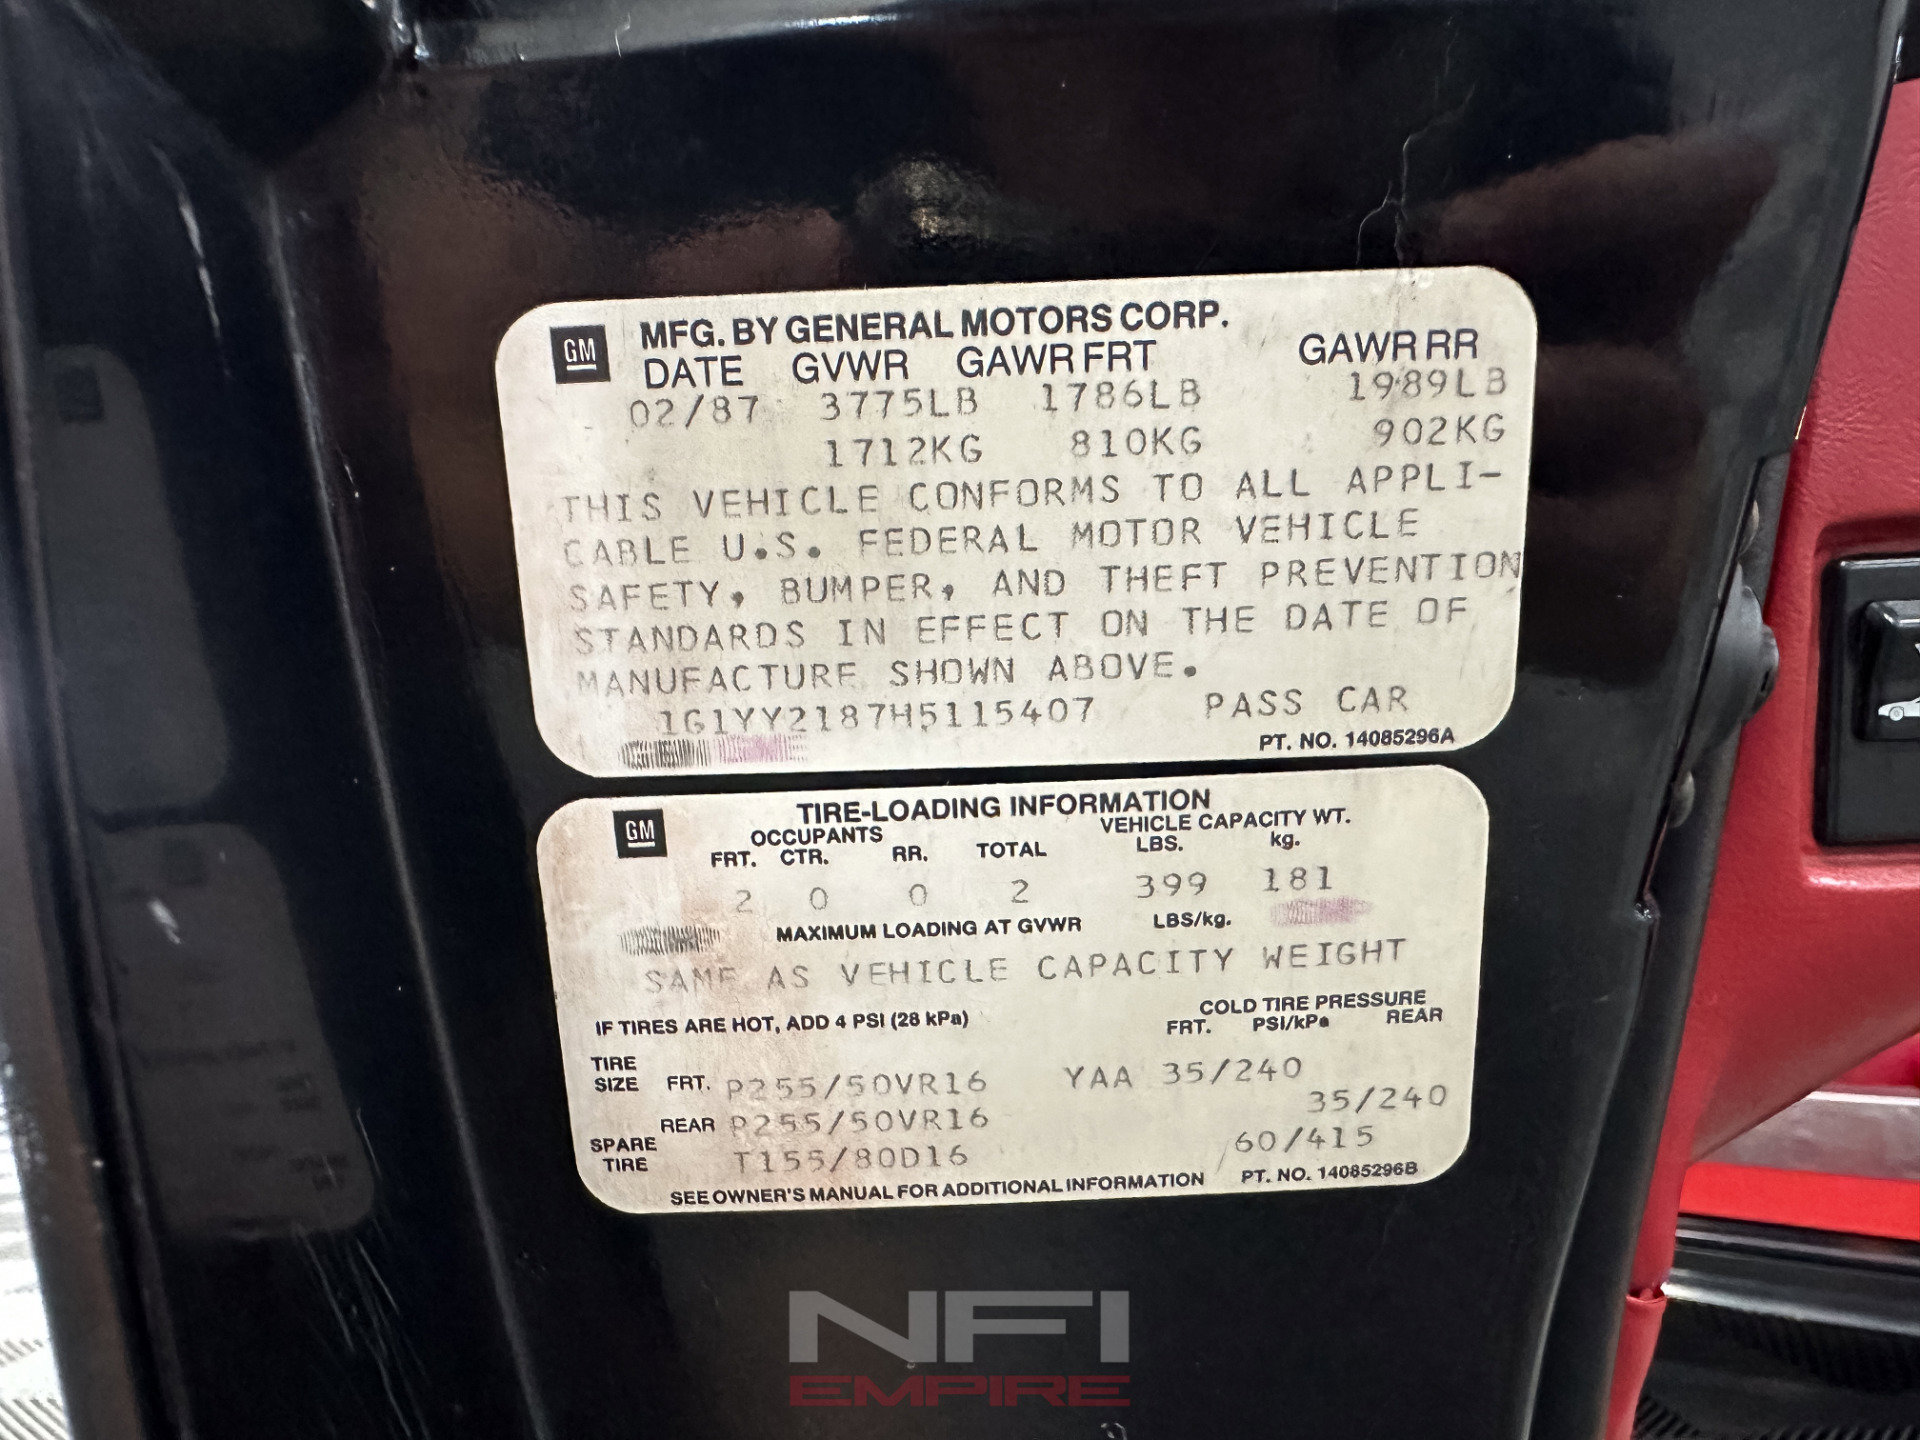 GM MFG. BY GENERAL MOTORS CORP.
DATE GVWR GAWR FRT GAWR RR
02/87 3775LB 1786LB 1989LB
1712KG 810KG 902KG
THIS VEHICLE CONFORMS TO ALL APPLI-
CABLE U.S. FEDERAL MOTOR VEHICLE
SAFETY, BUMPER, AND THEFT PREVENTION
STANDARDS IN EFFECT ON THE DATE OF
MANUFACTURE SHOWN ABOVE.
1G1YY2187H5115407 PASS CAR
PT. NO. 14085296A
GM TIRE-LOADING INFORMATION
OCCUPANTS VEHICLE CAPACITY WT.
FRT. CTR. RR. TOTAL LBS. kg.
2 0 0 2 399 181
MAXIMUM LOADING AT GVWR LBS/kg.
SAME AS VEHICLE CAPACITY WEIGHT
COLD TIRE PRESSURE
IF TIRES ARE HOT, ADD 4 PSI (28 kPa) FRT. PSI/kPa REAR
TIRE
SIZE FRT. P255/50VR16 YAA 35/240
REAR P255/50VR16 35/240
SPARE
TIRE T155/80D16 60/415
SEE OWNER'S MANUAL FOR ADDITIONAL INFORMATION PT. NO. 14085296B
NFI
EMPIRE